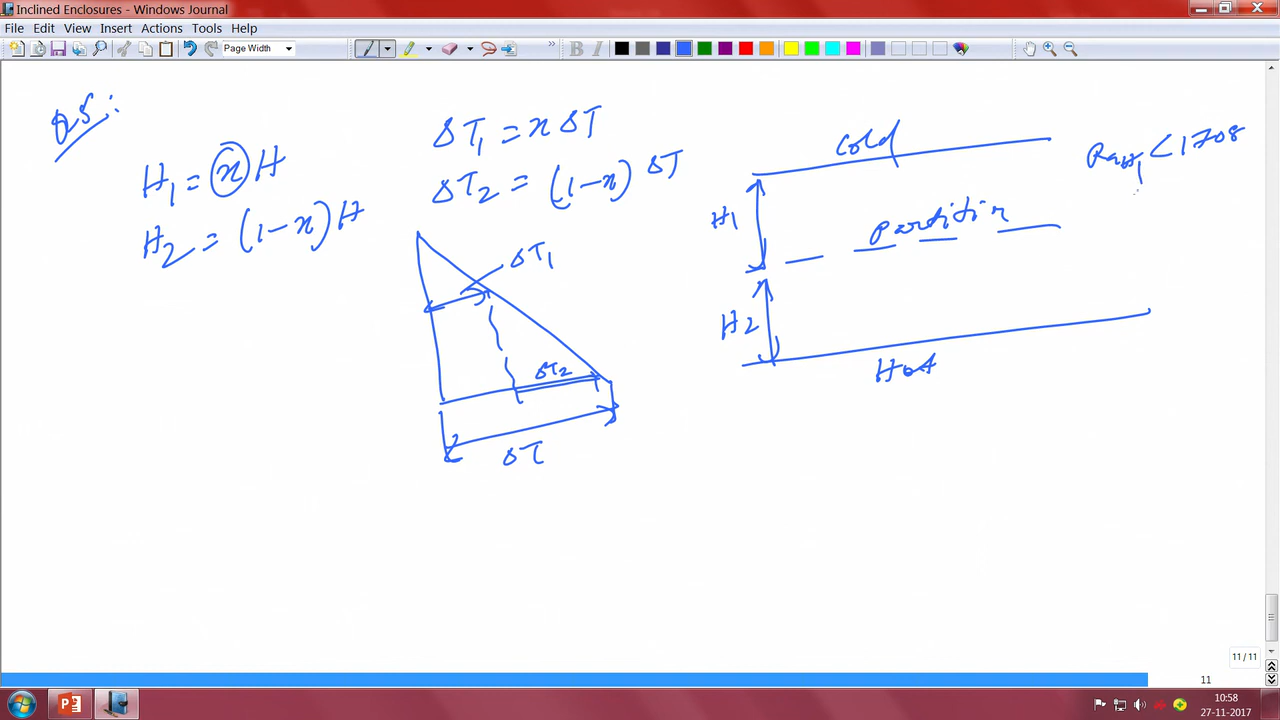 Inclined Enclosures - Windows Journal
File Edit View Insert Actions Tools Help
Page Width
Q5:
H₁ = xH
H₂ = (1-x)H
ΔT₁ = xΔT
ΔT₂ = (1-x) ΔT
ΔT₁
ΔT₂
ΔT
Cold
H1
Partition
H2
Hot
Ra_H₁ < 1708
11 / 11
11
10:58
27-11-2017